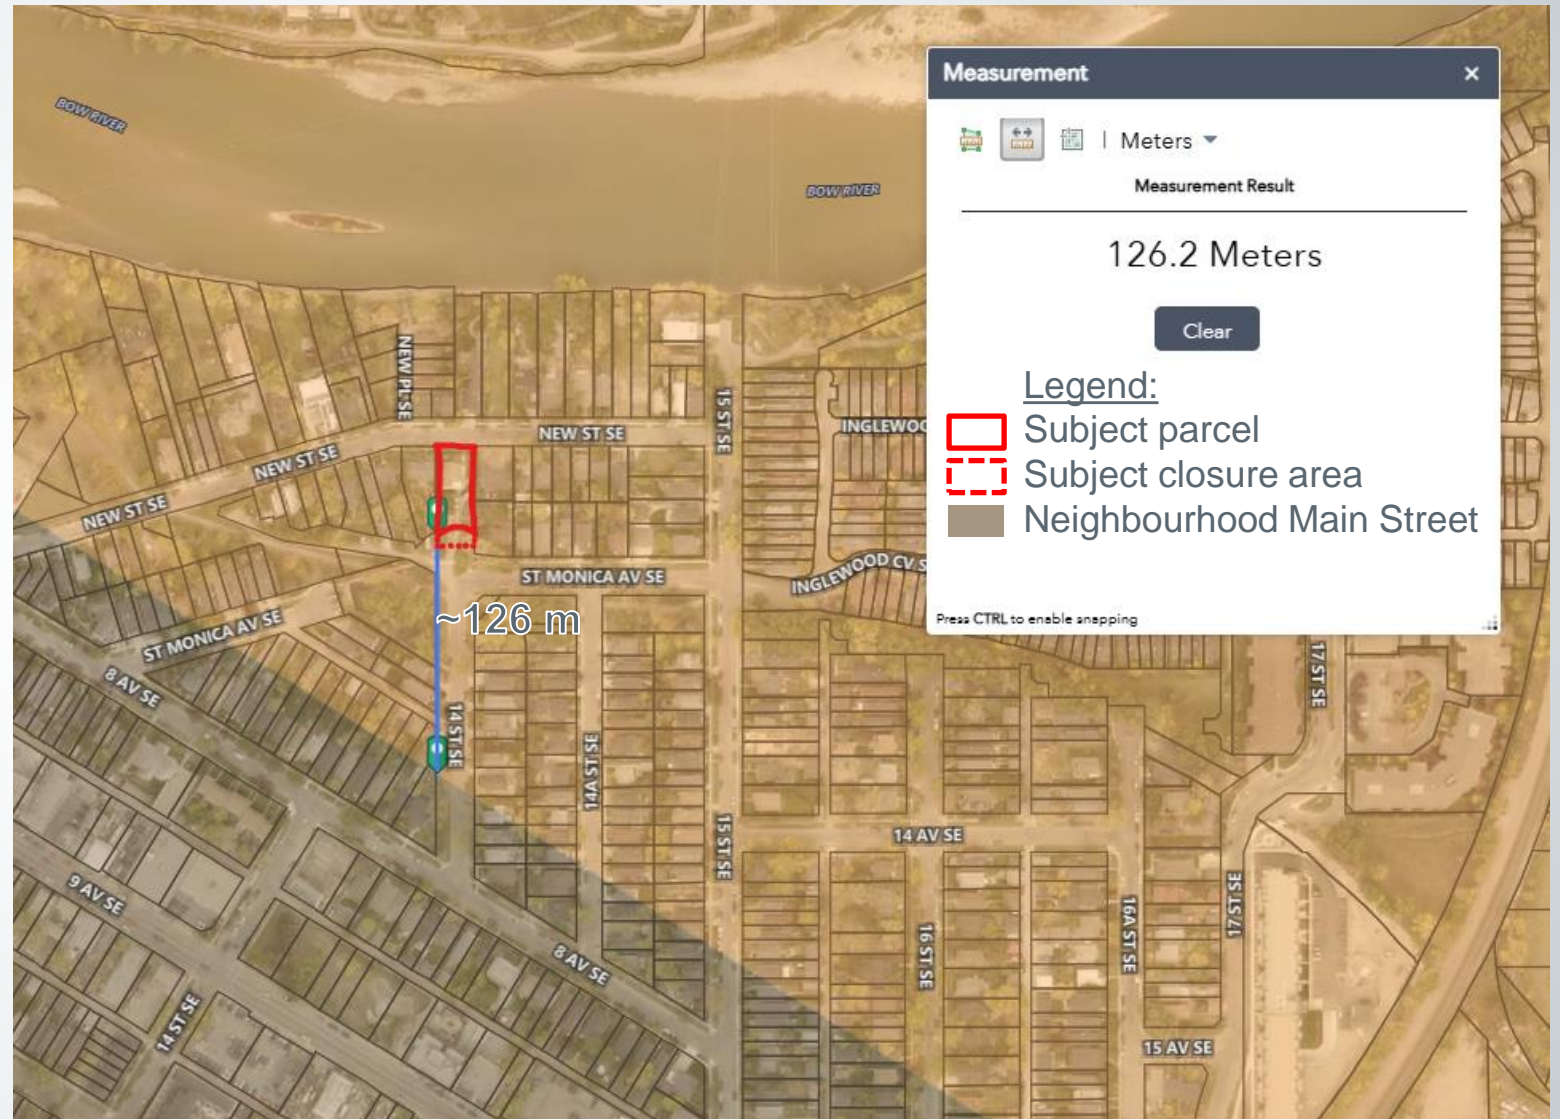 BOW RIVER
BOW RIVER
Measurement
×
| Meters
Measurement Result
126.2 Meters
Clear
Legend:
Subject parcel
Subject closure area
Neighbourhood Main Street
Press CTRL to enable snapping
NEW PL SE
NEW ST SE
NEW ST SE
NEW ST SE
15 ST SE
INGLEWOO
INGLEWOOD CV S
ST MONICA AV SE
ST MONICA AV SE
~126 m
8 AV SE
14 ST SE
14A ST SE
17 ST SE
15 ST SE
14 AV SE
9 AV SE
8 AV SE
16 ST SE
16A ST SE
17 ST SE
14 ST SE
15 AV SE